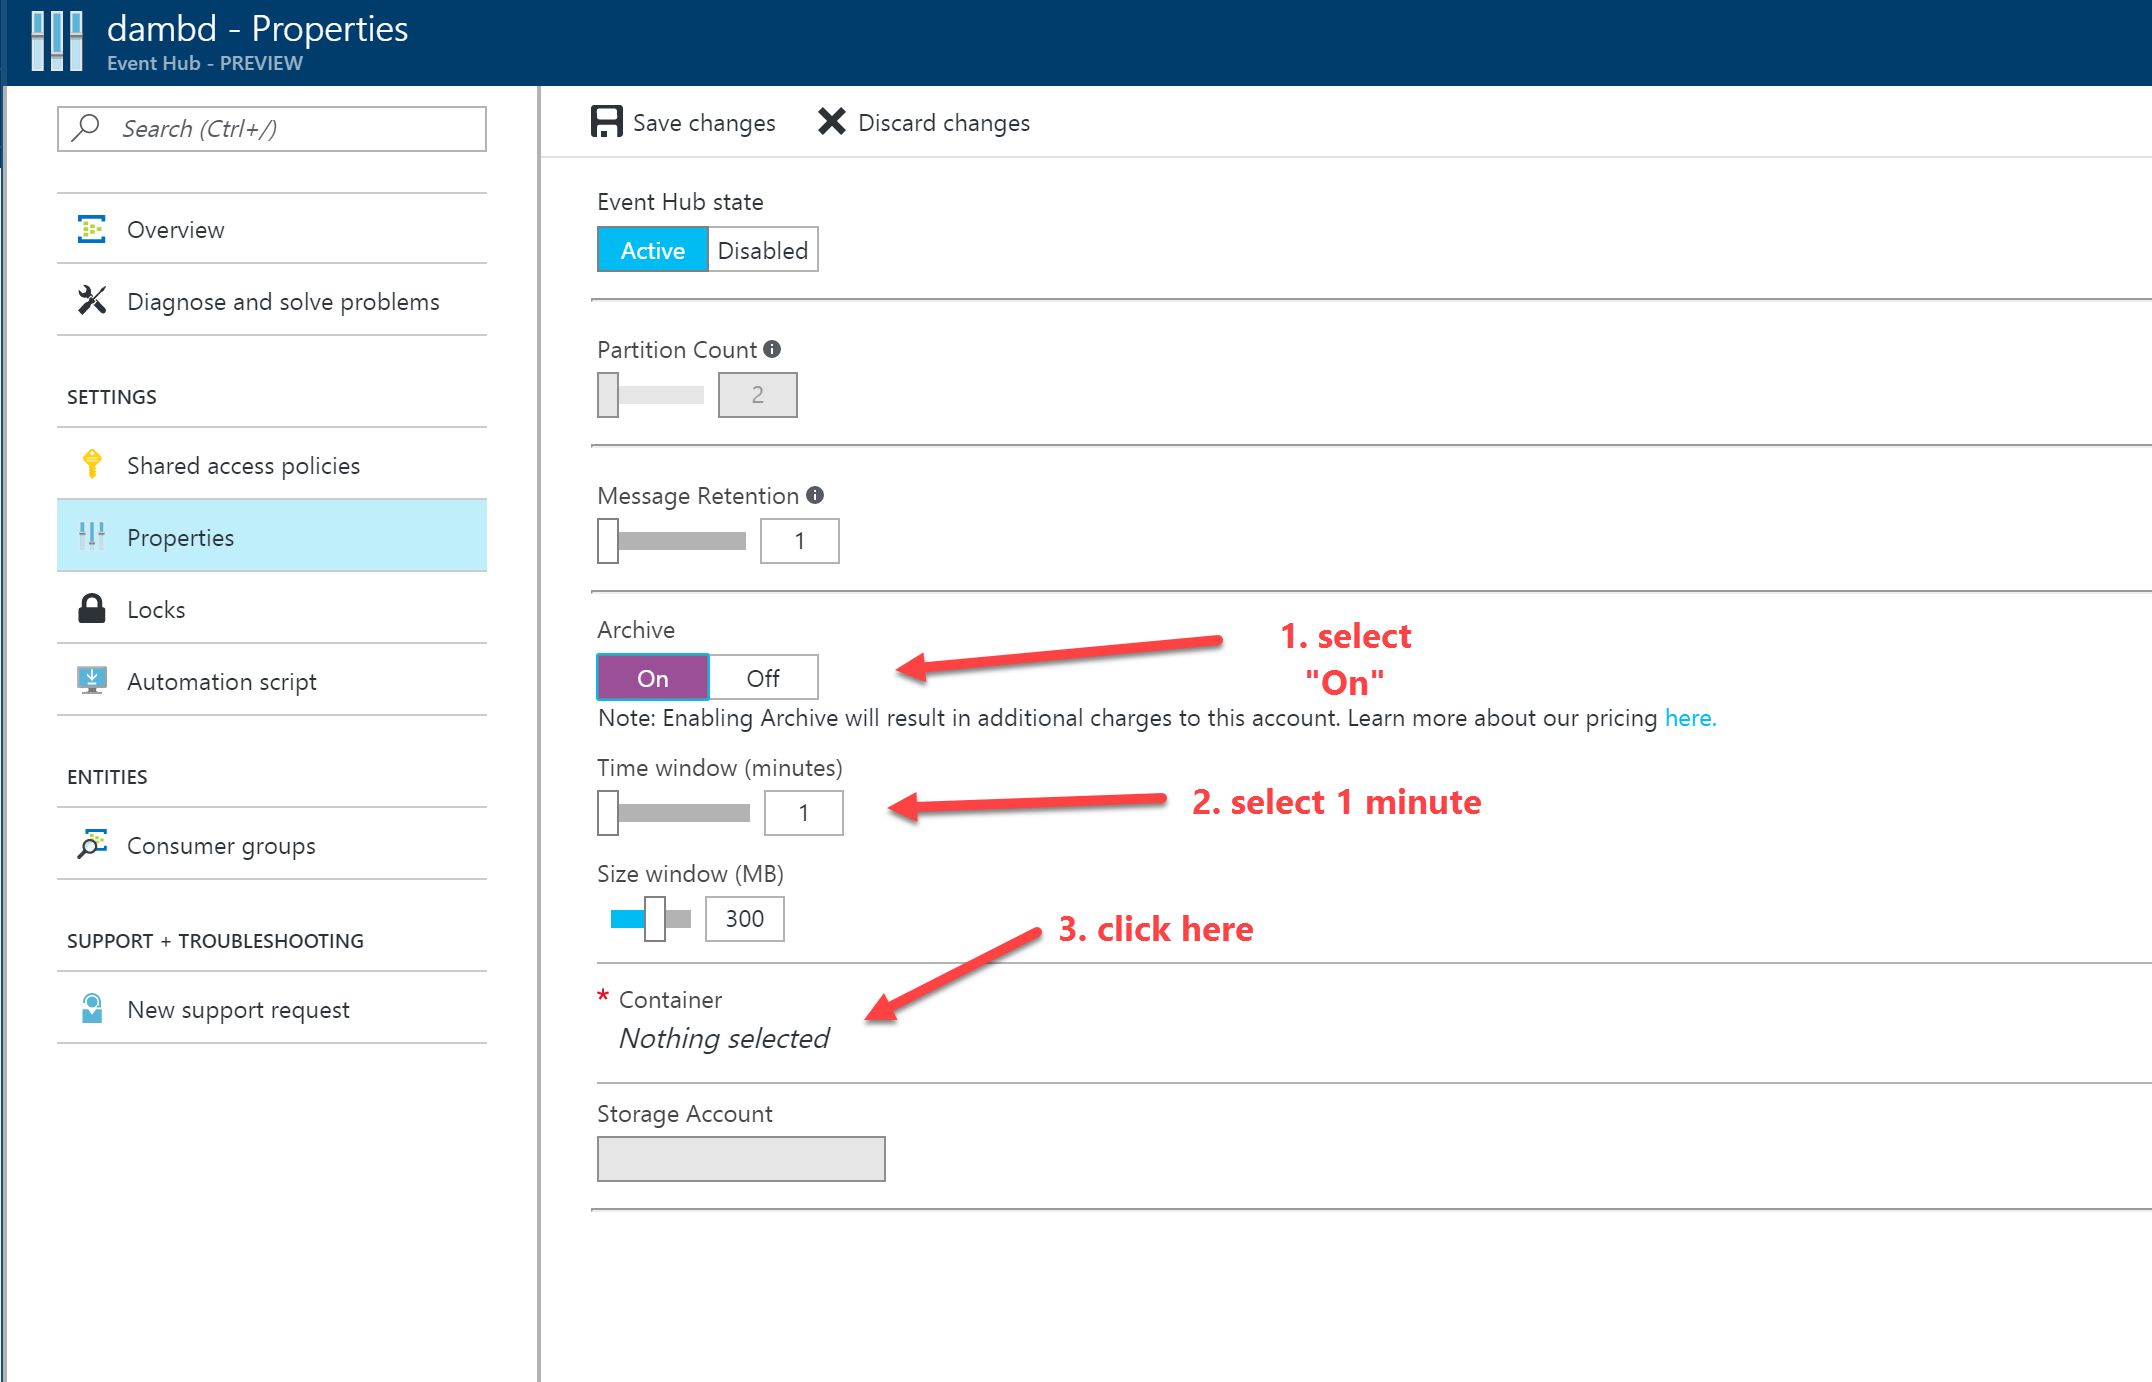 dambd - Properties
Event Hub - PREVIEW
Search (Ctrl+/)
Overview
Diagnose and solve problems
SETTINGS
Shared access policies
Properties
Locks
Automation script
ENTITIES
Consumer groups
SUPPORT + TROUBLESHOOTING
New support request
Save changes
Discard changes
Event Hub state
Active
Disabled
Partition Count
2
Message Retention
1
Archive
On
Off
1. select
"On"
Note: Enabling Archive will result in additional charges to this account. Learn more about our pricing here.
Time window (minutes)
1
2. select 1 minute
Size window (MB)
300
3. click here
* Container
Nothing selected
Storage Account